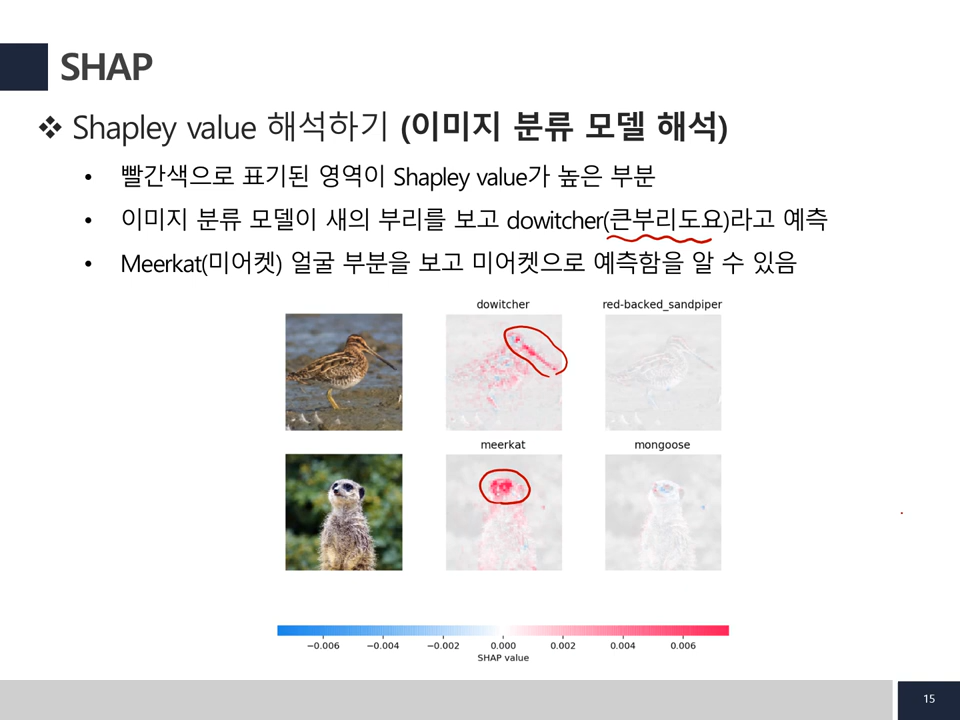 SHAP
❖ Shapley value 해석하기 (이미지 분류 모델 해석)
• 빨간색으로 표기된 영역이 Shapley value가 높은 부분
• 이미지 분류 모델이 새의 부리를 보고 dowitcher(큰부리도요)라고 예측
• Meerkat(미어켓) 얼굴 부분을 보고 미어켓으로 예측함을 알 수 있음
dowitcher
red-backed_sandpiper
meerkat
mongoose
−0.006 −0.004 −0.002 0.000 0.002 0.004 0.006
SHAP value
15